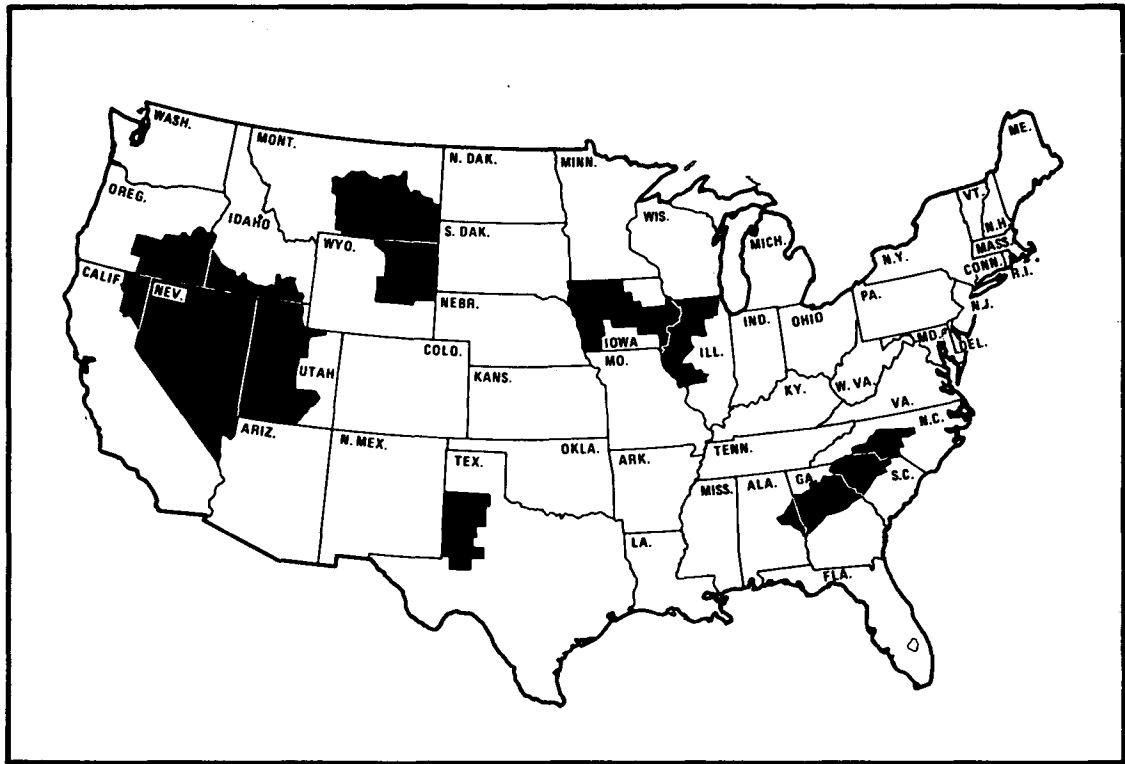 WASH.
MONT.
N. DAK.
MINN.
ME.
OREG.
IDAHO
S. DAK.
WIS.
MICH.
VT.
N.H.
WYO.
MASS.
N.Y.
CONN.
R.I.
CALIF.
NEV.
NEBR.
PA.
N.J.
IOWA
ILL.
IND.
OHIO
MD.
DEL.
UTAH
COLO.
KANS.
MO.
KY.
W. VA.
VA.
ARIZ.
N. MEX.
TEX.
OKLA.
ARK.
TENN.
N.C.
MISS.
ALA.
GA.
S.C.
LA.
FLA.